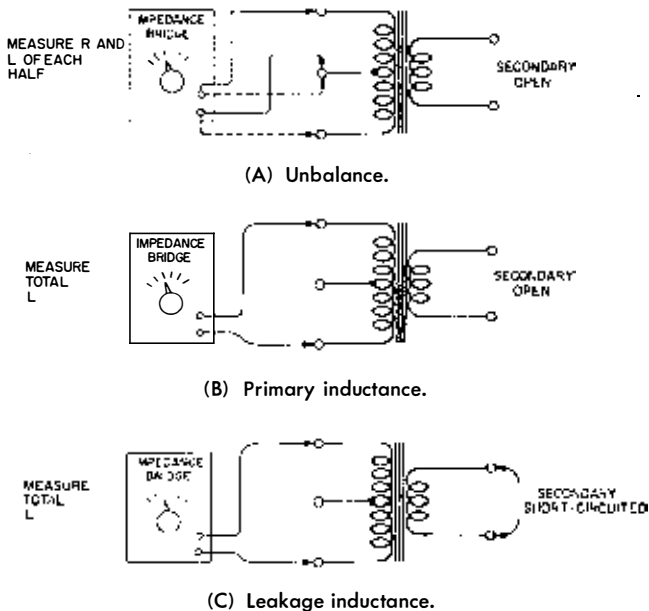 IMPEDANCE
BRIDGE
MEASURE R AND
L OF EACH
HALF
SECONDARY
OPEN
(A) Unbalance.
IMPEDANCE
BRIDGE
MEASURE
TOTAL
L
SECONDARY
OPEN
(B) Primary inductance.
IMPEDANCE
BRIDGE
MEASURE
TOTAL
L
SECONDARY
SHORT-CIRCUITED
(C) Leakage inductance.